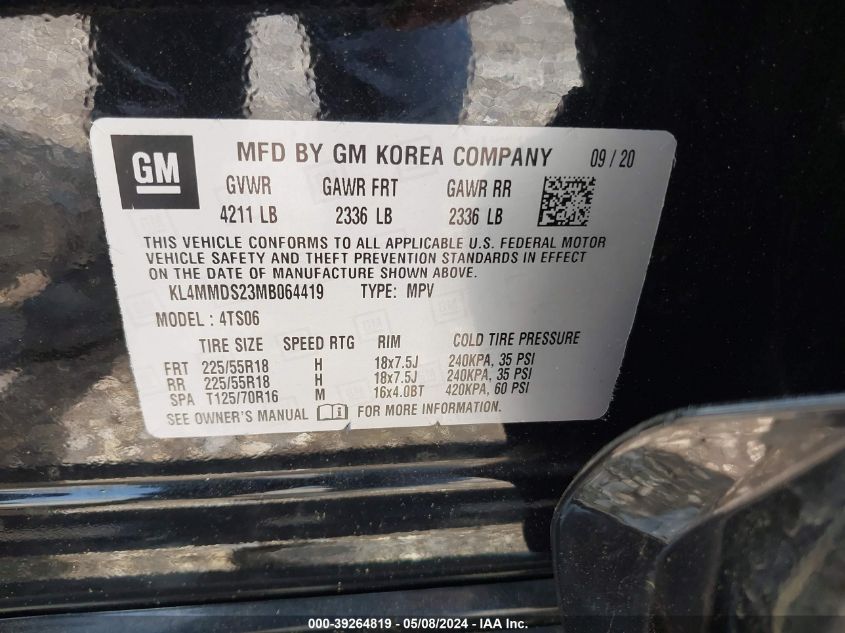 GM MFD BY GM KOREA COMPANY 09 / 20
GVWR GAWR FRT GAWR RR
4211 LB 2336 LB 2336 LB
THIS VEHICLE CONFORMS TO ALL APPLICABLE U.S. FEDERAL MOTOR
VEHICLE SAFETY AND THEFT PREVENTION STANDARDS IN EFFECT
ON THE DATE OF MANUFACTURE SHOWN ABOVE.
KL4MMDS23MB064419 TYPE: MPV
MODEL : 4TS06
TIRE SIZE SPEED RTG RIM COLD TIRE PRESSURE
FRT 225/55R18 H 18x7.5J 240KPA, 35 PSI
RR 225/55R18 H 18x7.5J 240KPA, 35 PSI
SPA T125/70R16 M 16x4.0BT 420KPA, 60 PSI
SEE OWNER'S MANUAL FOR MORE INFORMATION.
000-39264819 / 05/08/2024 - IAA Inc.